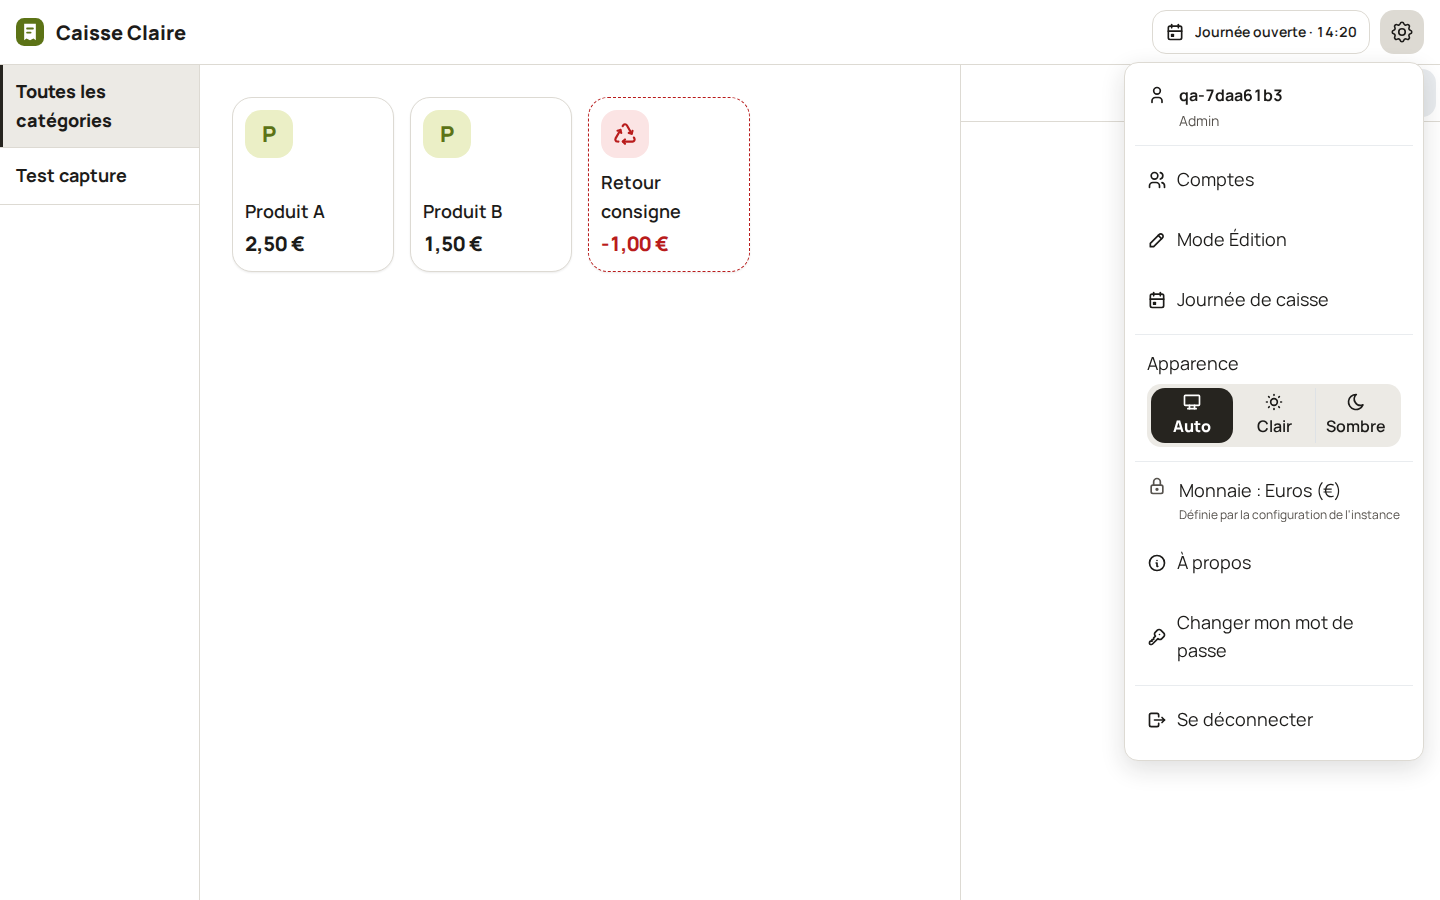 Caisse Claire
Journée ouverte · 14:20
Toutes les
catégories
Test capture
P
Produit A
2,50 €
P
Produit B
1,50 €
Retour
consigne
-1,00 €
qa-7daa61b3
Admin
Comptes
Mode Édition
Journée de caisse
Apparence
Auto
Clair
Sombre
Monnaie : Euros (€)
Définie par la configuration de l'instance
À propos
Changer mon mot de
passe
Se déconnecter